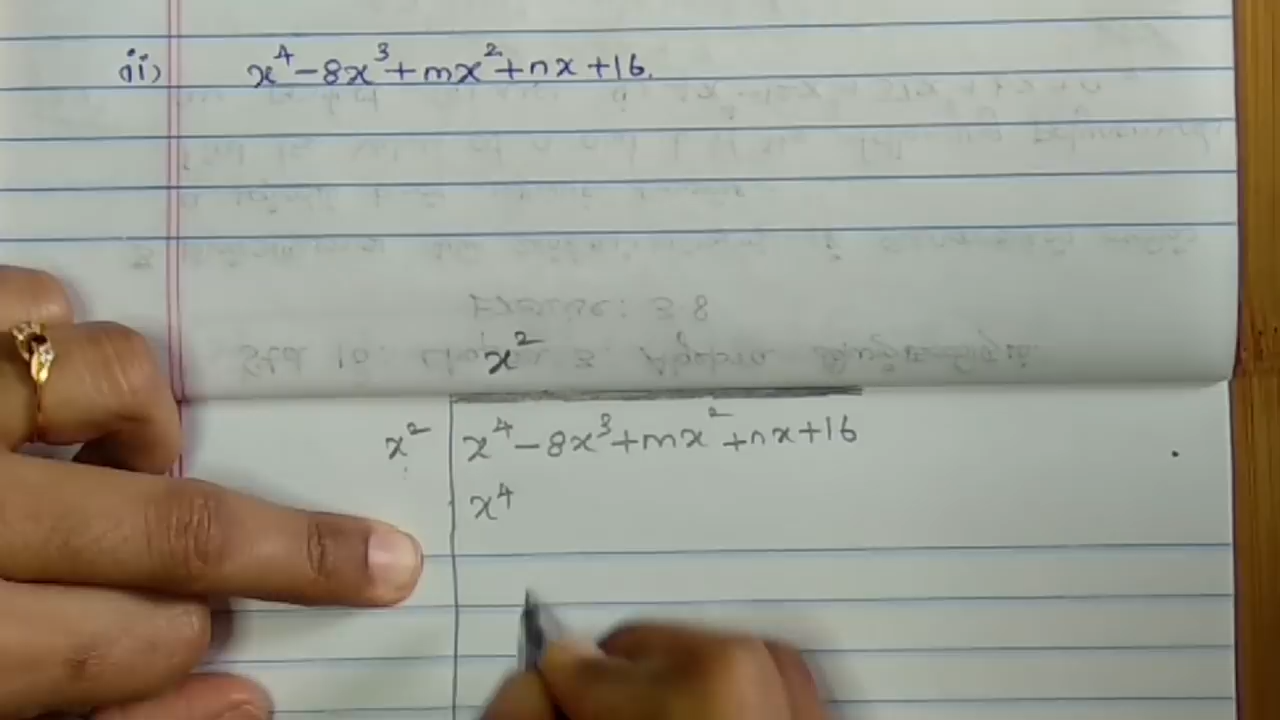 ii) x⁴-8x³+mx²+nx+16.
x²
x² x⁴-8x³+mx²+nx+16
x⁴